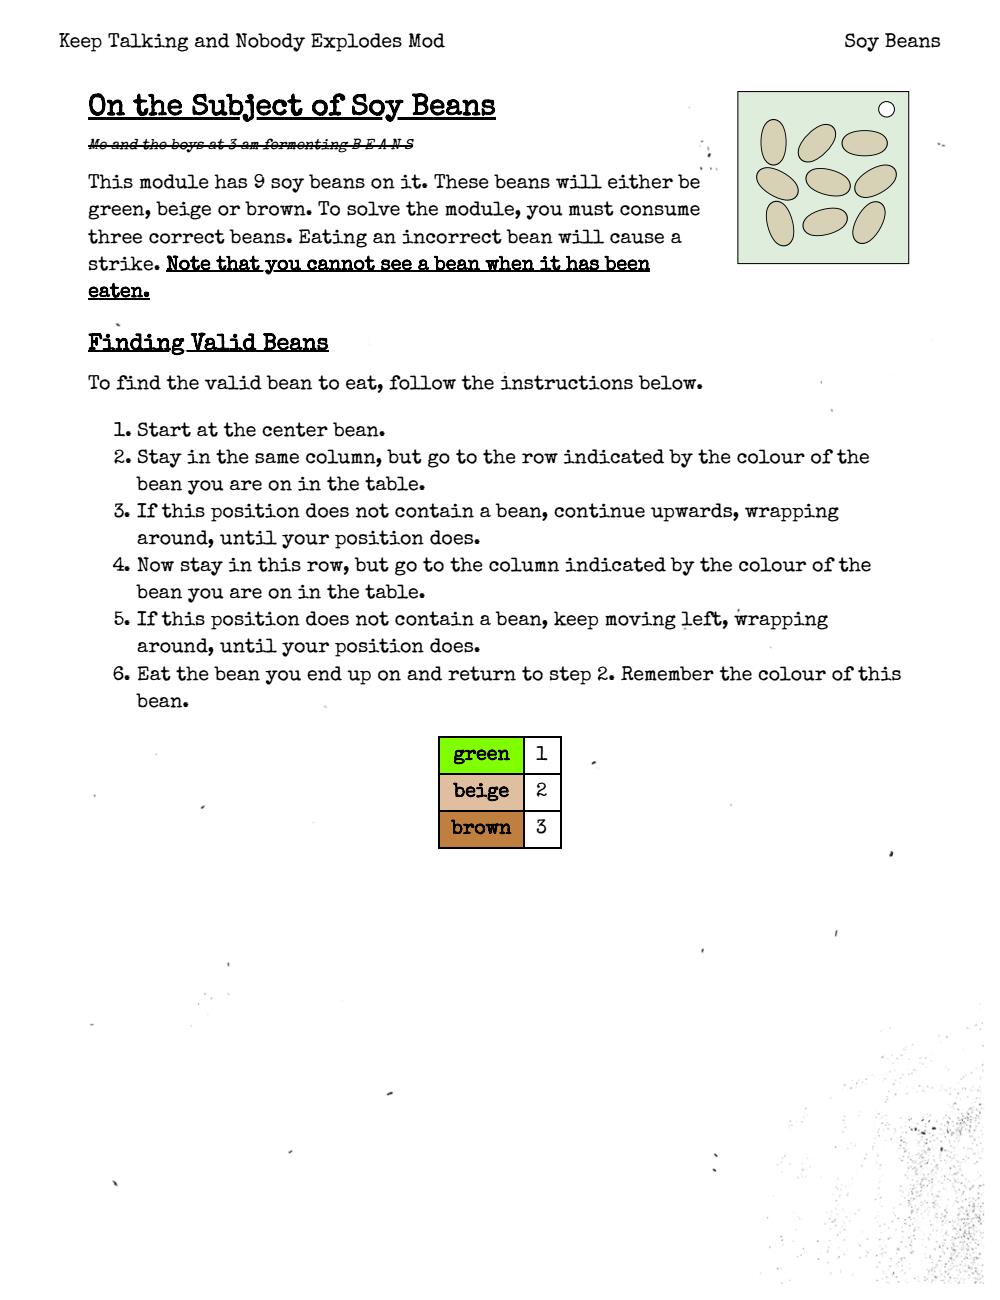 Keep Talking and Nobody Explodes Mod
Soy Beans
On the Subject of Soy Beans
Me and the boys at 3 am formenting B E A N S
This module has 9 soy beans on it. These beans will either be
green, beige or brown. To solve the module, you must consume
three correct beans. Eating an incorrect bean will cause a
strike. Note that you cannot see a bean when it has been
eaten.
Finding Valid Beans
To find the valid bean to eat, follow the instructions below.
1. Start at the center bean.
2. Stay in the same column, but go to the row indicated by the colour of the
bean you are on in the table.
3. If this position does not contain a bean, continue upwards, wrapping
around, until your position does.
4. Now stay in this row, but go to the column indicated by the colour of the
bean you are on in the table.
5. If this position does not contain a bean, keep moving left, wrapping
around, until your position does.
6. Eat the bean you end up on and return to step 2. Remember the colour of this
bean.
green 1
beige 2
brown 3